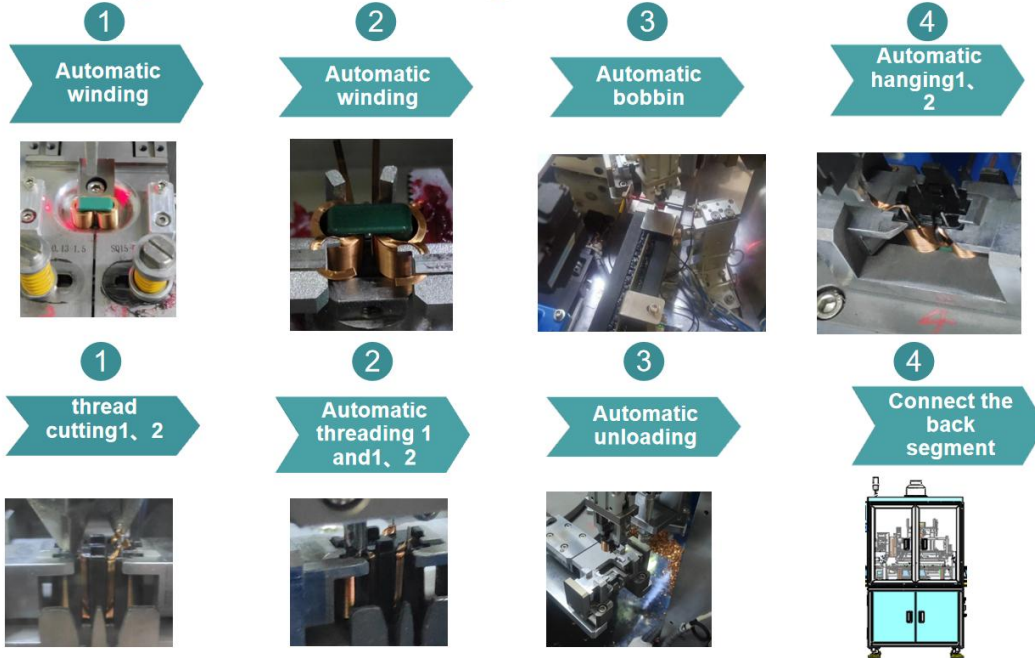 1
Automatic
winding
2
Automatic
winding
3
Automatic
bobbin
4
Automatic
hanging1、
2
1
thread
cutting1、2
2
Automatic
threading 1
and1、2
3
Automatic
unloading
4
Connect the
back
segment